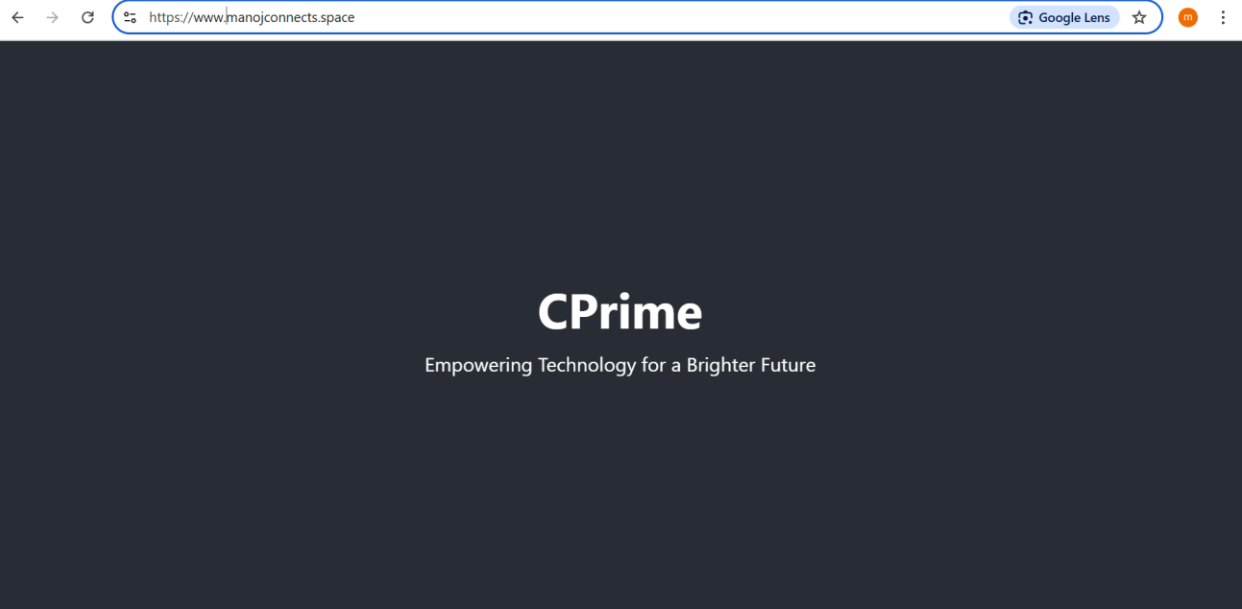 https://www.manojconnects.space
Google Lens
m
CPrime
Empowering Technology for a Brighter Future